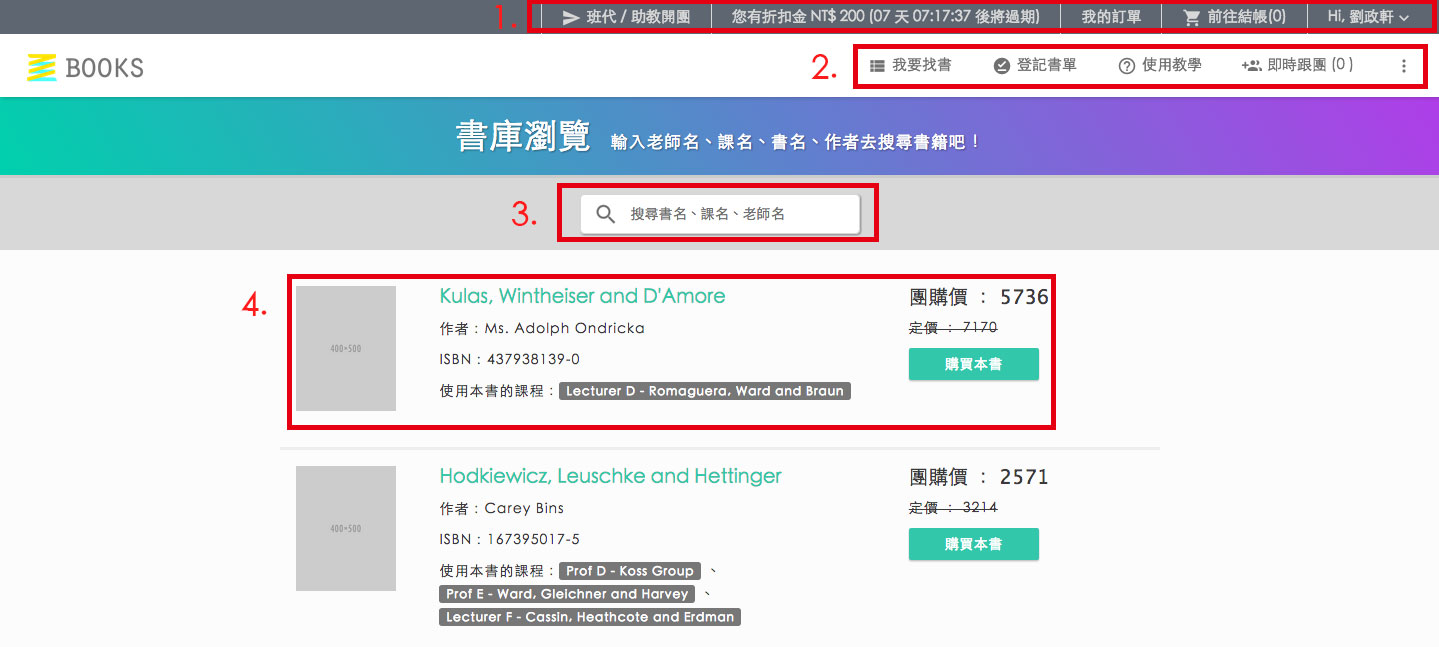 1. 班代 / 助教開團 您有折扣金 NT$ 200 (07 天 07:17:37 後將過期) 我的訂單 前往結帳(0) Hi, 劉政軒
BOOKS 2. 我要找書 登記書單 使用教學 即時跟團 (0 )
書庫瀏覽 輸入老師名、課名、書名、作者去搜尋書籍吧！
3. 搜尋書名、課名、老師名
4. Kulas, Wintheiser and D'Amore 團購價 ： 5736
作者：Ms. Adolph Ondricka 定價 ： 7170
400×500
ISBN：437938139-0 購買本書
使用本書的課程：Lecturer D - Romaguera, Ward and Braun
Hodkiewicz, Leuschke and Hettinger 團購價 ： 2571
作者：Carey Bins 定價 ： 3214
400×500
ISBN：167395017-5 購買本書
使用本書的課程：Prof D - Koss Group 、
Prof E - Ward, Gleichner and Harvey 、
Lecturer F - Cassin, Heathcote and Erdman